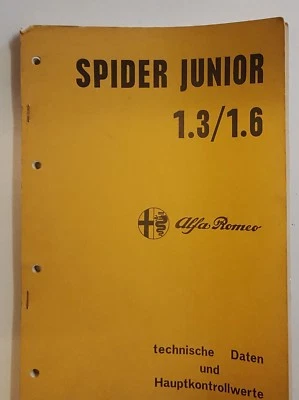 SPIDER JUNIOR
1.3/1.6
Alfa Romeo
technische Daten
und
Hauptkontrollwerte